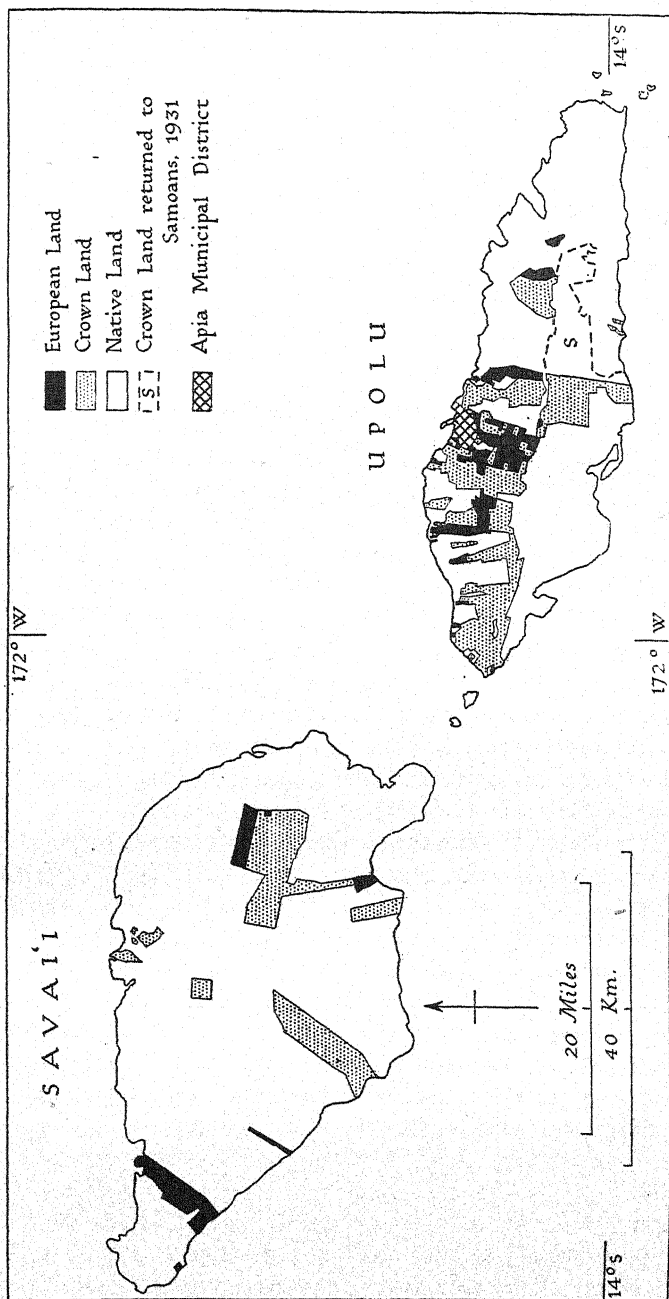 SAVAI'I
172° W
European Land
Crown Land
Native Land
S Crown Land returned to
Samoans, 1931
Apia Municipal District
UPOLU
S
14°S
20 Miles
40 Km.
14°S
172° W